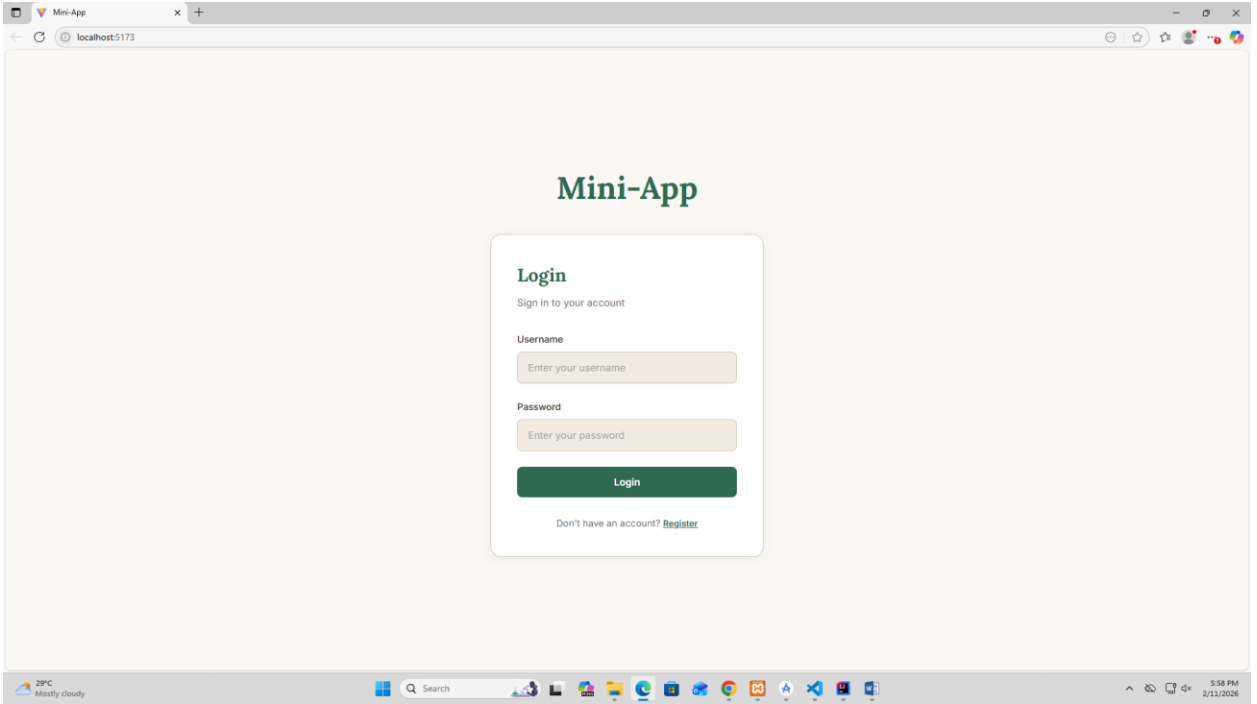 Mini-App
localhost:5173
Mini-App
Login
Sign in to your account
Username
Enter your username
Password
Enter your password
Login
Don't have an account? Register
29°C
Mostly cloudy
Search
5:58 PM
2/11/2026